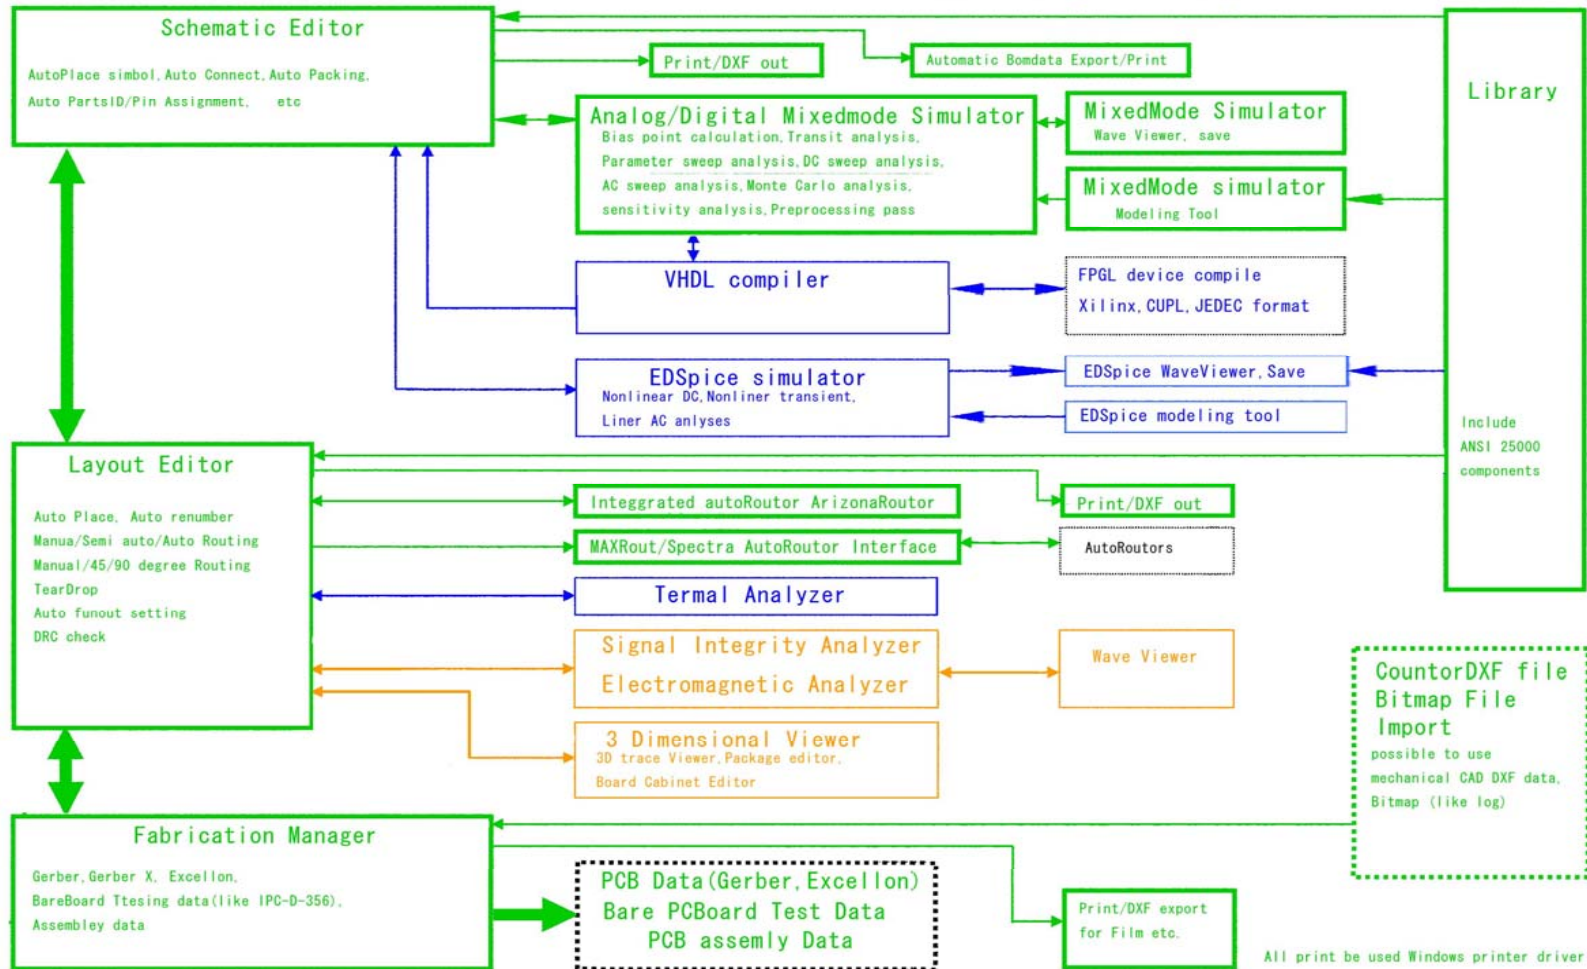 Schematic Editor
AutoPlace simbol, Auto Connect, Auto Packing,
Auto PartsID/Pin Assignment, etc
Print/DXF out
Automatic Bomdata Export/Print
Library
Include
ANSI 25000
components
Analog/Digital Mixedmode Simulator
Bias point calculation, Transit analysis,
Parameter sweep analysis, DC sweep analysis,
AC sweep analysis, Monte Carlo analysis,
sensitivity analysis, Preprocessing pass
MixedMode Simulator
Wave Viewer, save
MixedMode simulator
Modeling Tool
VHDL compiler
FPGL device compile
Xilinx, CUPL, JEDEC format
EDSpice simulator
Nonlinear DC, Nonliner transient,
Liner AC anlyses
EDSpice WaveViewer, Save
EDSpice modeling tool
Layout Editor
Auto Place, Auto renumber
Manua/Semi auto/Auto Routing
Manual/45/90 degree Routing
TearDrop
Auto funout setting
DRC check
Integgrated autoRoutor ArizonaRoutor
Print/DXF out
MAXRout/Spectra AutoRoutor Interface
AutoRoutors
Termal Analyzer
Signal Integrity Analyzer
Electromagnetic Analyzer
Wave Viewer
3 Dimensional Viewer
3D trace Viewer, Package editor,
Board Cabinet Editor
CountorDXF file
Bitmap File
Import
possible to use
mechanical CAD DXF data,
Bitmap (like log)
Fabrication Manager
Gerber, Gerber X, Excellon,
BareBoard Ttesing data(like IPC-D-356),
Assembley data
PCB Data(Gerber, Excellon)
Bare PCBoard Test Data
PCB assemly Data
Print/DXF export
for Film etc.
All print be used Windows printer driver